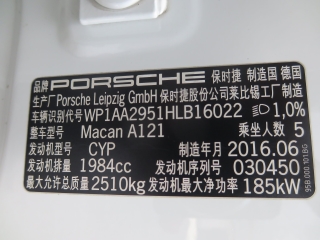 PORSCHE 保时捷 制造国 德国
生产厂 Porsche Leipzig GmbH 保时捷股份公司莱比锡工厂制造
车辆识别代号 WP1AA2951HLB16022 1,0%
整车型号 Macan A121 乘坐人数 5
发动机型号 CYP 制造年月 2016.06
发动机排量 1984cc 发动机序号 030450
最大允许总质量 2510kg 发动机最大净功率 185kW
95B.000.101.BG